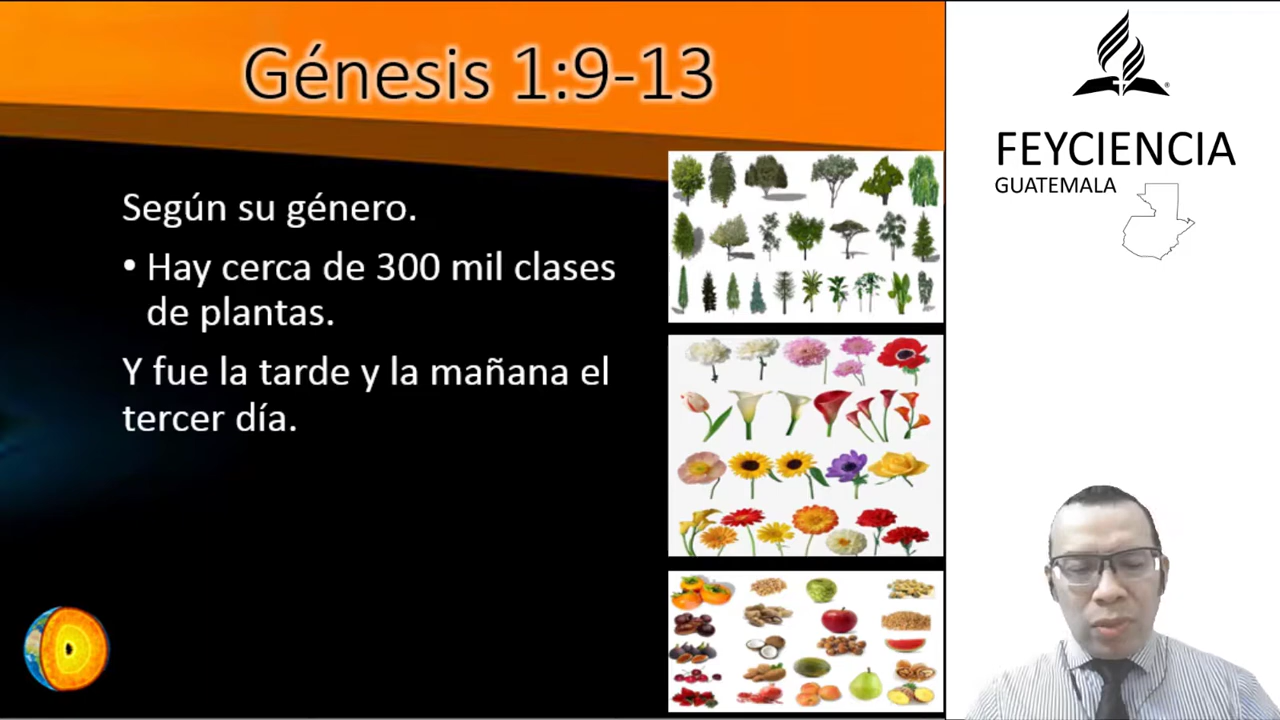 Génesis 1:9-13
Según su género.
• Hay cerca de 300 mil clases
de plantas.
Y fue la tarde y la mañana el
tercer día.
FEYCIENCIA
GUATEMALA